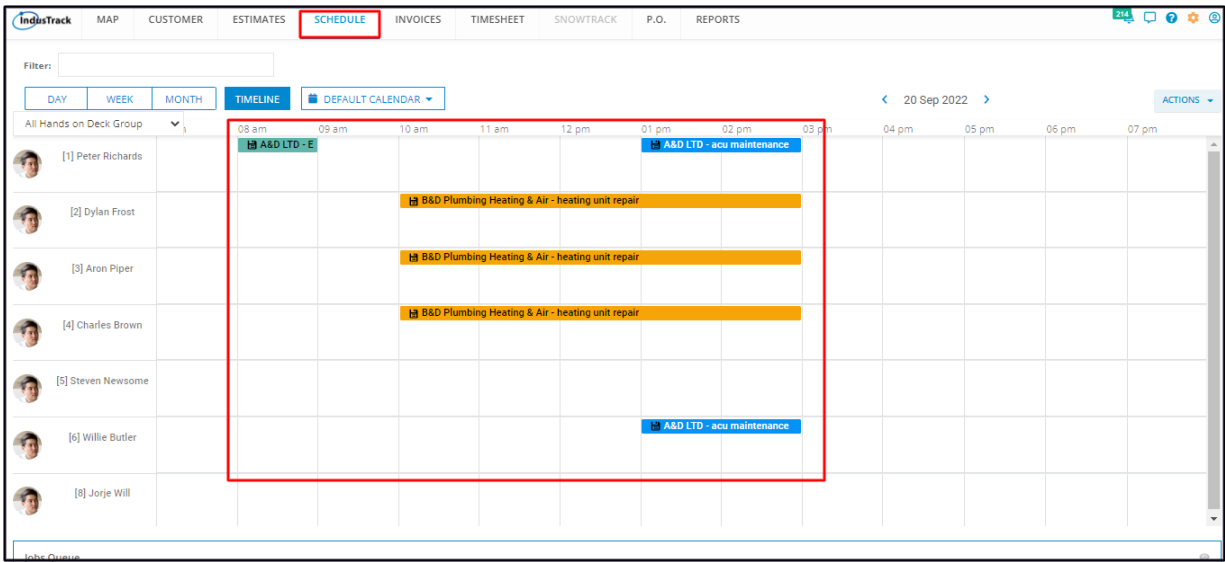 IndusTrack MAP CUSTOMER ESTIMATES SCHEDULE INVOICES TIMESHEET SNOWTRACK P.O. REPORTS 214
Filter:
DAY WEEK MONTH TIMELINE DEFAULT CALENDAR 20 Sep 2022 ACTIONS
All Hands on Deck Group 08 am 09 am 10 am 11 am 12 pm 01 pm 02 pm 03 pm 04 pm 05 pm 06 pm 07 pm
A&D LTD - E A&D LTD - acu maintenance
[1] Peter Richards
B&D Plumbing Heating & Air - heating unit repair
[2] Dylan Frost
B&D Plumbing Heating & Air - heating unit repair
[3] Aron Piper
B&D Plumbing Heating & Air - heating unit repair
[4] Charles Brown
[5] Steven Newsome
A&D LTD - acu maintenance
[6] Willie Butler
[8] Jorje Will
Jobs Queue